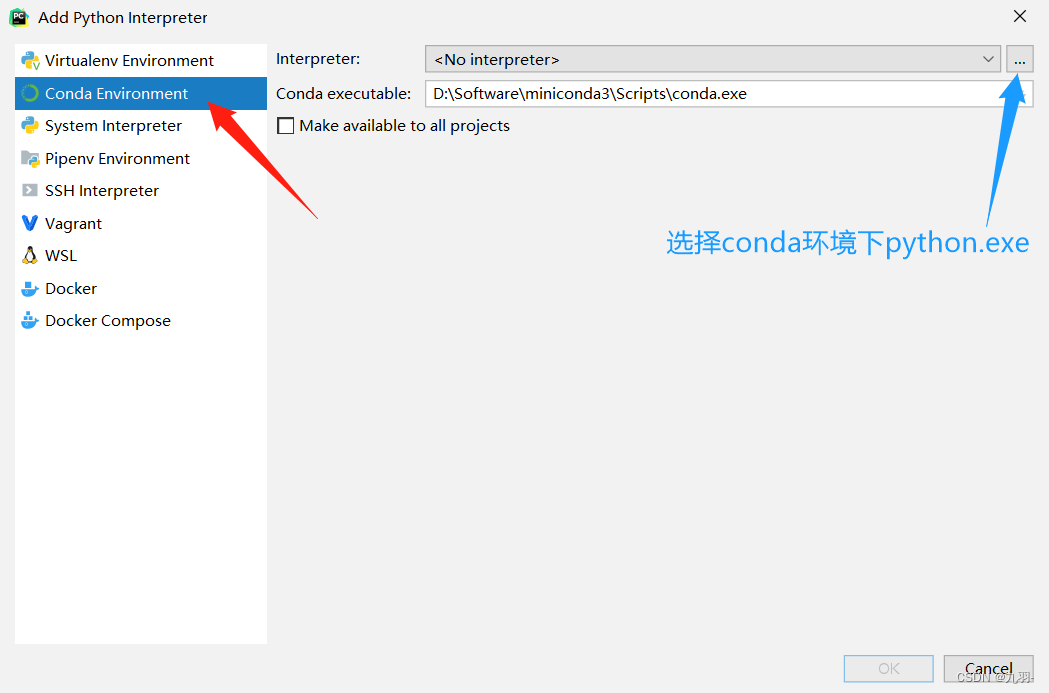 PC Add Python Interpreter
Virtualenv Environment
Conda Environment
System Interpreter
Pipenv Environment
SSH Interpreter
Vagrant
WSL
Docker
Docker Compose
Interpreter: <No interpreter> ...
Conda executable: D:\Software\miniconda3\Scripts\conda.exe
Make available to all projects
选择conda环境下python.exe
OK Cancel
CSDN @九羽-